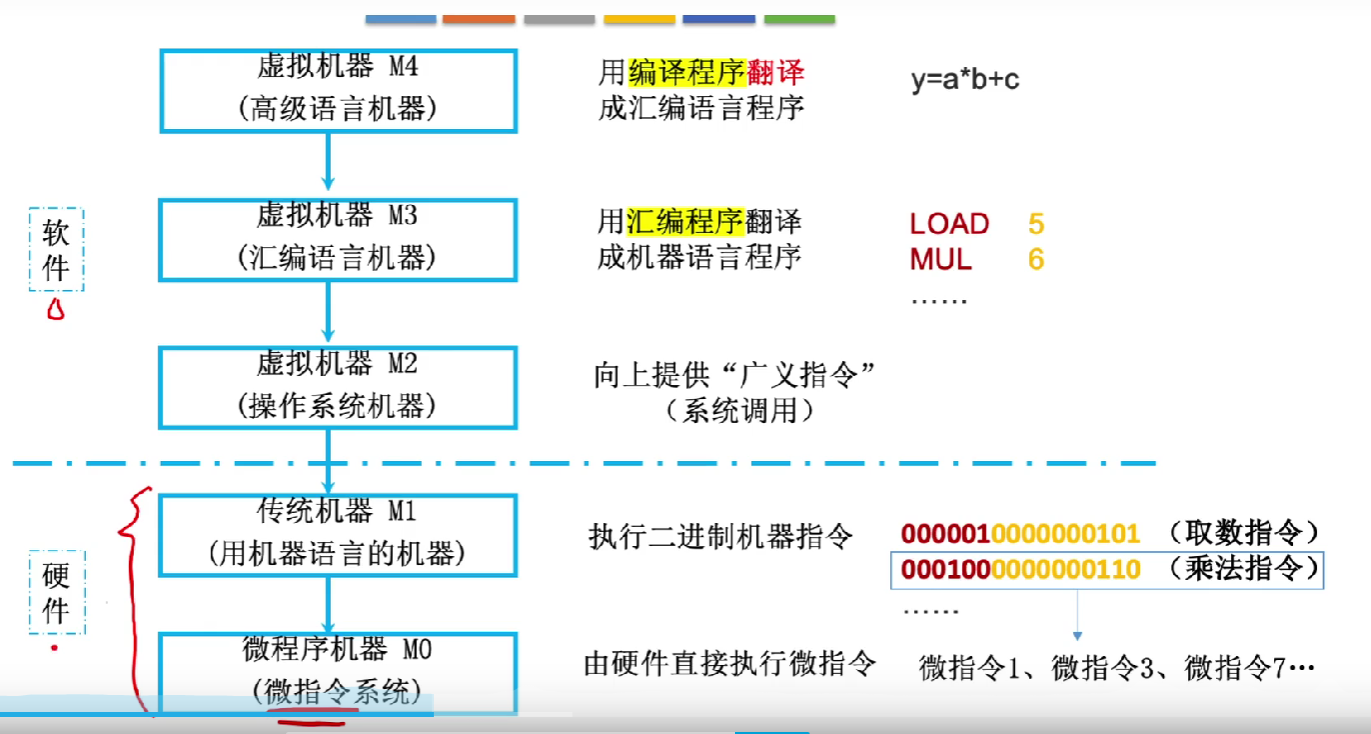 虚拟机器 M4
(高级语言机器)
用编译程序翻译
成汇编语言程序
y=a*b+c
软
件
虚拟机器 M3
(汇编语言机器)
用汇编程序翻译
成机器语言程序
LOAD 5
MUL 6
……
虚拟机器 M2
(操作系统机器)
向上提供“广义指令”
（系统调用）
硬
件
传统机器 M1
(用机器语言的机器)
执行二进制机器指令
0000010000000101 （取数指令）
0001000000000110 （乘法指令）
……
微程序机器 M0
(微指令系统)
由硬件直接执行微指令
微指令1、微指令3、微指令7…